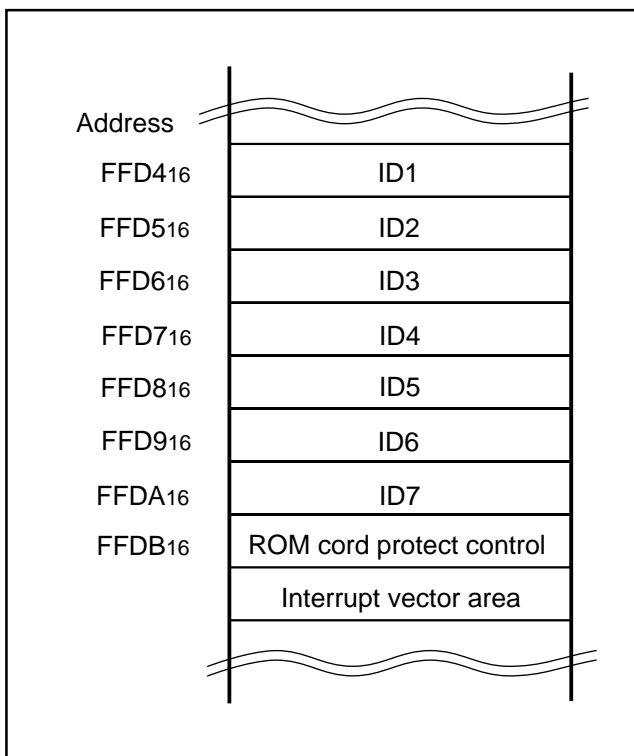 Address
FFD416 ID1
FFD516 ID2
FFD616 ID3
FFD716 ID4
FFD816 ID5
FFD916 ID6
FFDA16 ID7
FFDB16 ROM cord protect control
Interrupt vector area